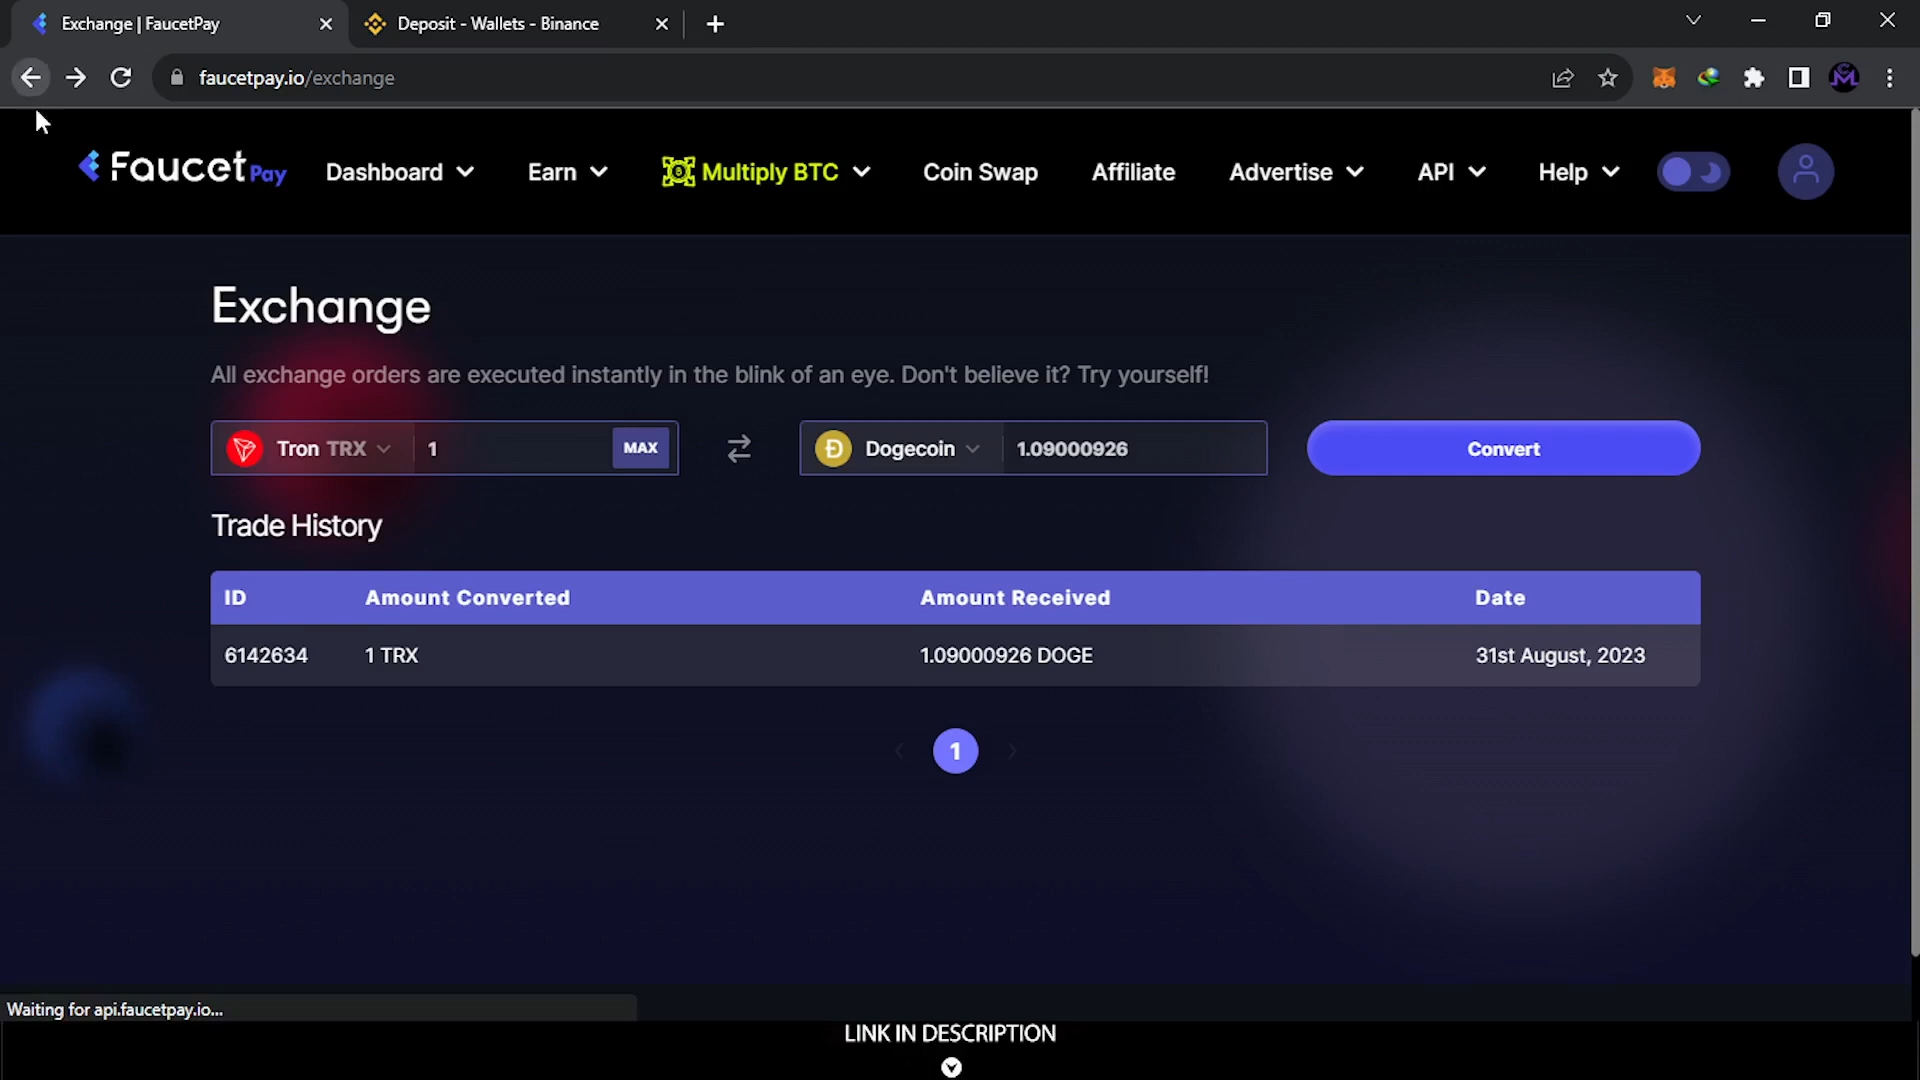 Exchange | FaucetPay
Deposit - Wallets - Binance
faucetpay.io/exchange
Faucet Pay
Dashboard
Earn
Multiply BTC
Coin Swap
Affiliate
Advertise
API
Help
Exchange
All exchange orders are executed instantly in the blink of an eye. Don't believe it? Try yourself!
Tron TRX
1
MAX
Dogecoin
1.09000926
Convert
Trade History
ID Amount Converted Amount Received Date
6142634 1 TRX 1.09000926 DOGE 31st August, 2023
1
Waiting for api.faucetpay.io...
LINK IN DESCRIPTION